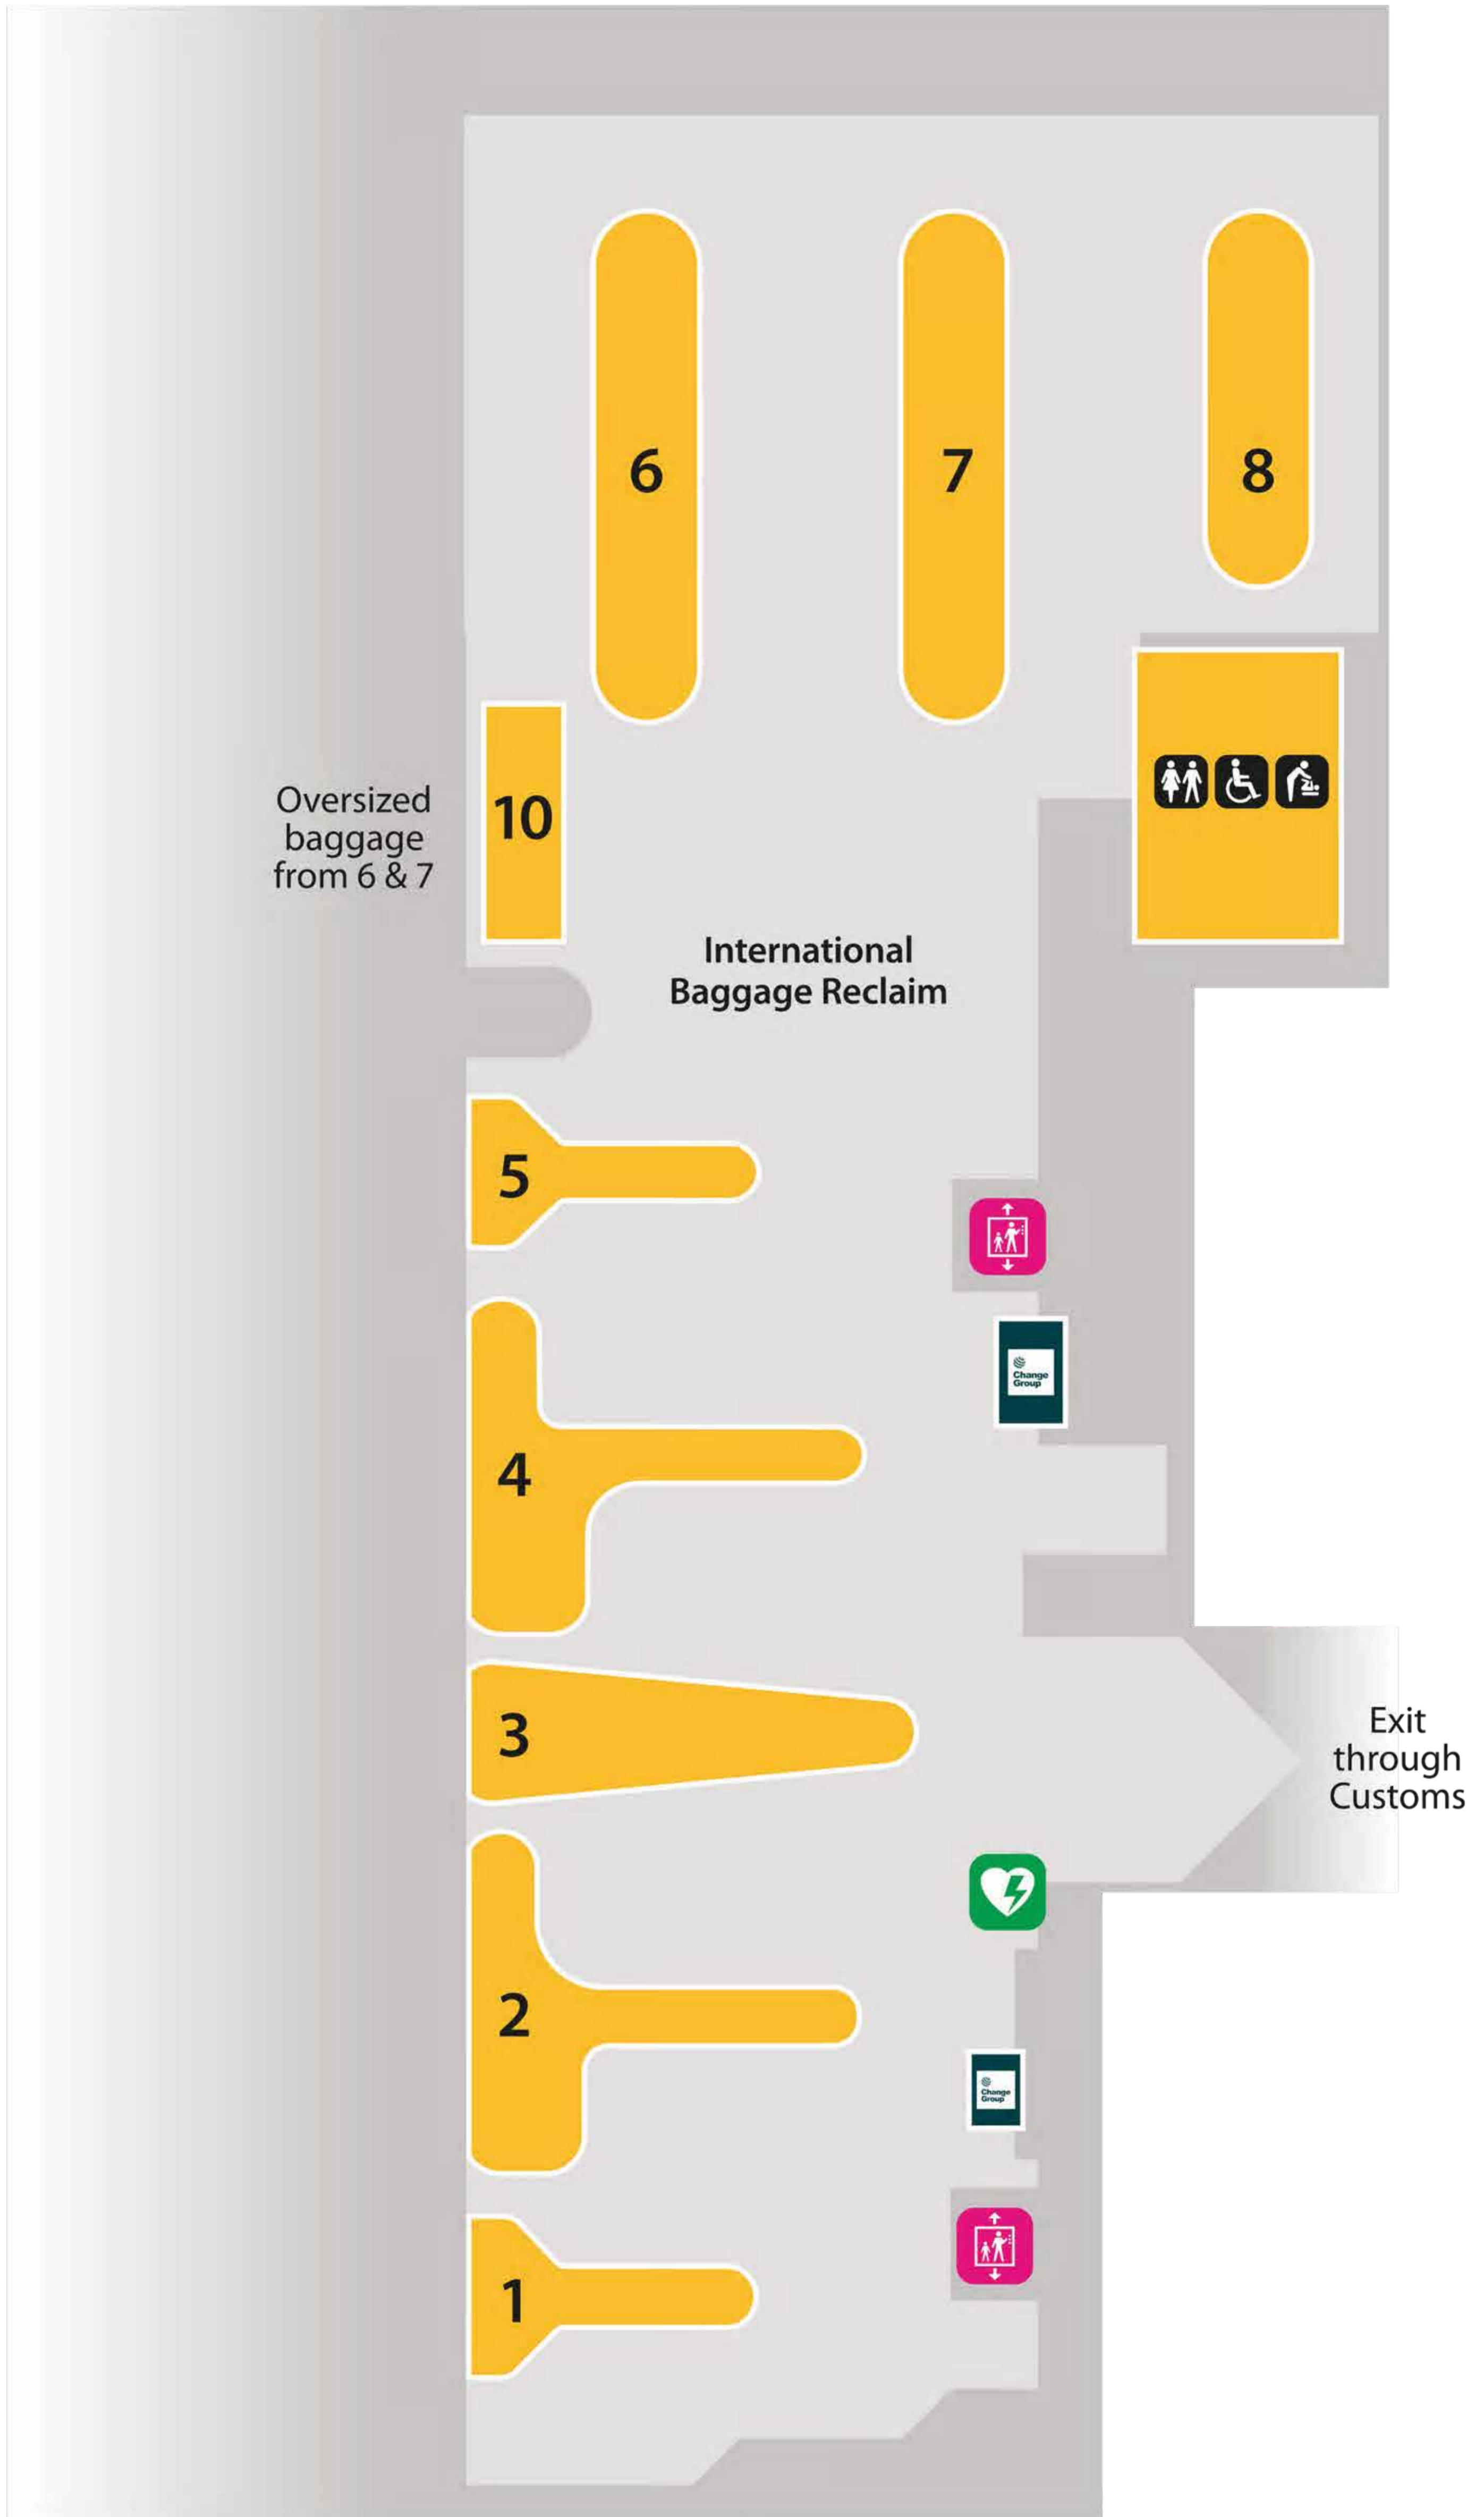 6
7
8
Oversized
baggage
from 6 & 7
10
International
Baggage Reclaim
5
Change
Group
4
3
Exit
through
Customs
2
Change
Group
1